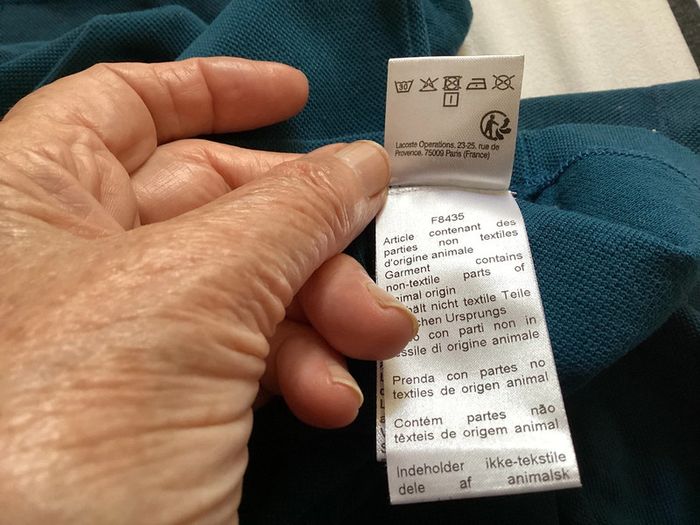 30
Lacoste Operations, 23-25, rue de
Provence, 75009 Paris (France)
F8435
Article contenant des
parties non textiles
d'origine animale
Garment contains
non-textile parts of
imal origin
hält nicht textile Teile
chen Ursprungs
con parti non in
essile di origine animale
Prenda con partes no
textiles de origen animal
Contém partes não
têxteis de origem animal
Indeholder ikke-tekstile
dele af animalsk